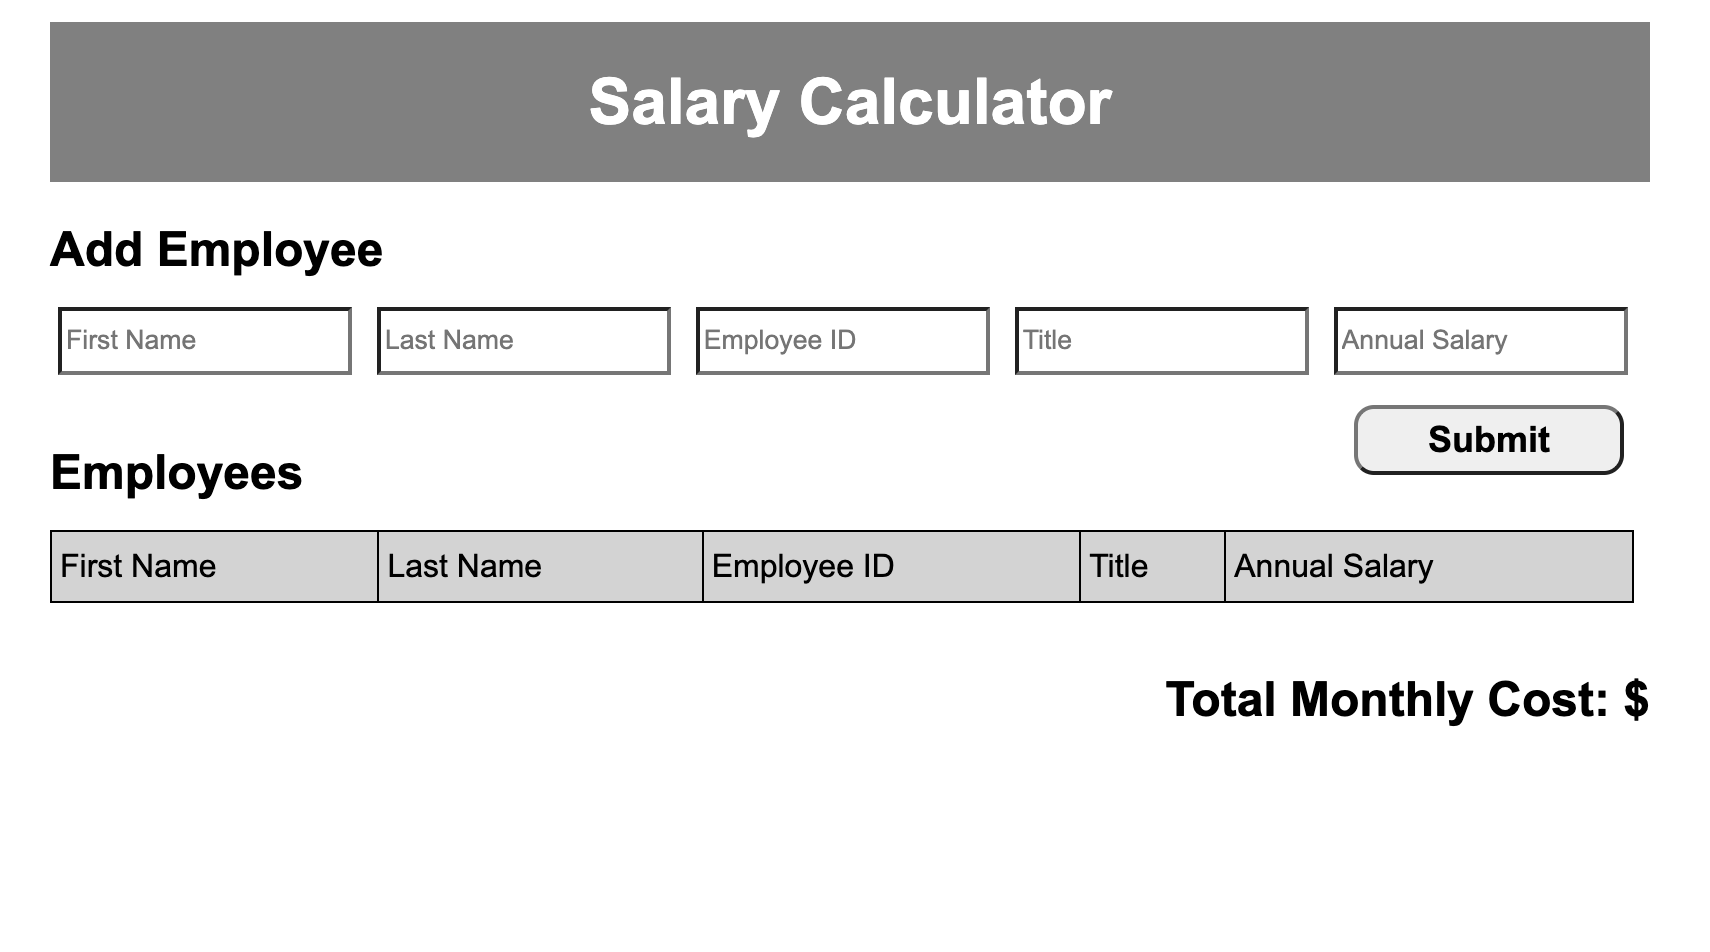 Salary Calculator
Add Employee
First Name Last Name Employee ID Title Annual Salary
Submit
Employees
First Name Last Name Employee ID Title Annual Salary
Total Monthly Cost: $